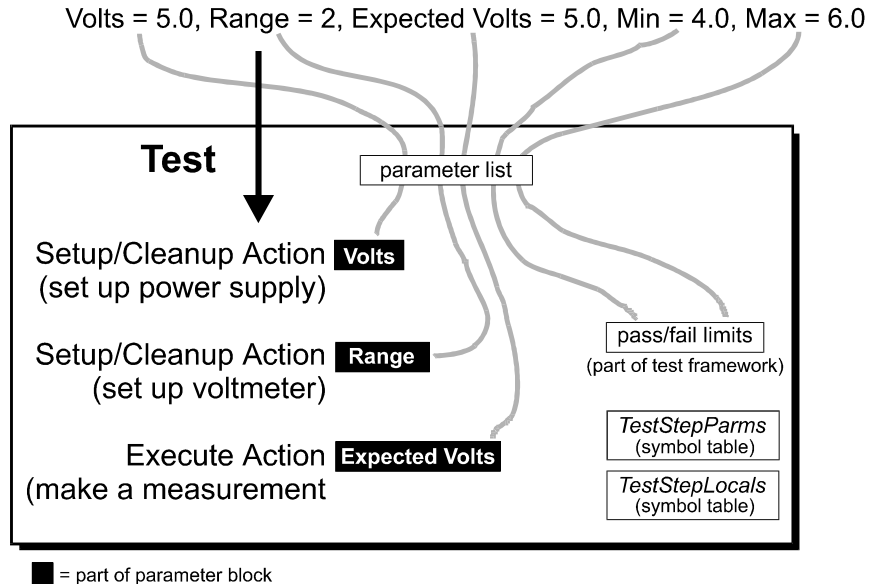 Volts = 5.0, Range = 2, Expected Volts = 5.0, Min = 4.0, Max = 6.0
Test
parameter list
Setup/Cleanup Action Volts
(set up power supply)
Setup/Cleanup Action Range
(set up voltmeter)
Execute Action Expected Volts
(make a measurement
pass/fail limits
(part of test framework)
TestStepParms
(symbol table)
TestStepLocals
(symbol table)
= part of parameter block